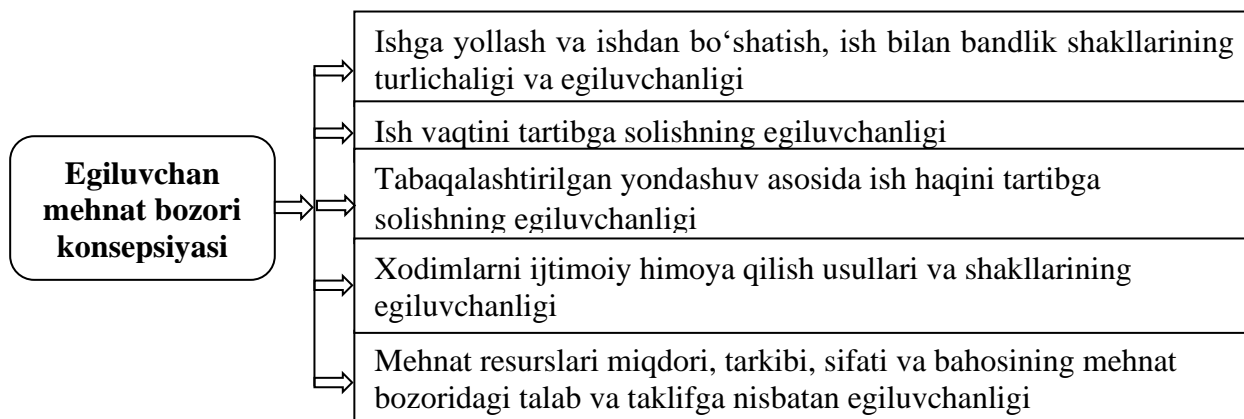 Egiluvchan
mehnat bozori
konsepsiyasi
Ishga yollash va ishdan bo‘shatish, ish bilan bandlik shakllarining
turlichaligi va egiluvchanligi
Ish vaqtini tartibga solishning egiluvchanligi
Tabaqalashtirilgan yondashuv asosida ish haqini tartibga
solishning egiluvchanligi
Xodimlarni ijtimoiy himoya qilish usullari va shakllarining
egiluvchanligi
Mehnat resurslari miqdori, tarkibi, sifati va bahosining mehnat
bozoridagi talab va taklifga nisbatan egiluvchanligi